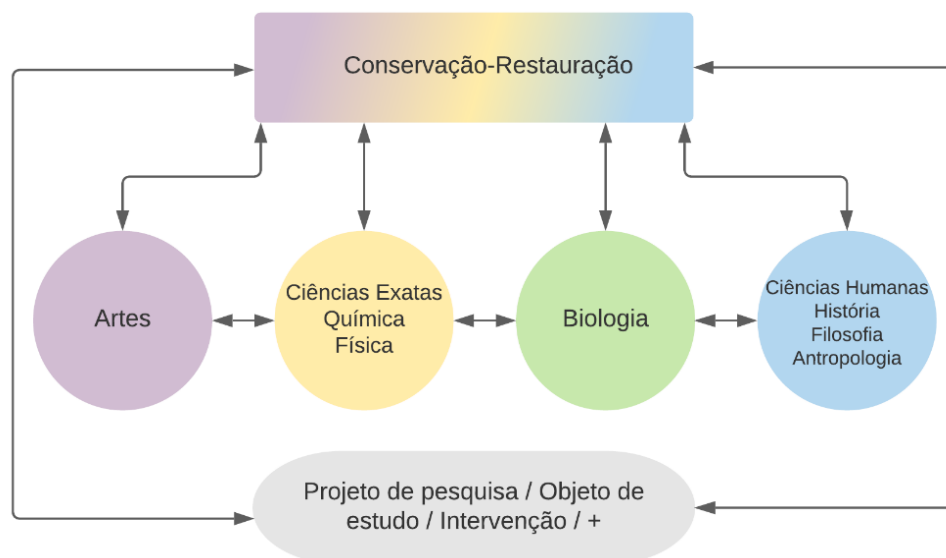 Conservação-Restauração
Artes
Ciências Exatas
Química
Física
Biologia
Ciências Humanas
História
Filosofia
Antropologia
Projeto de pesquisa / Objeto de
estudo / Intervenção / +